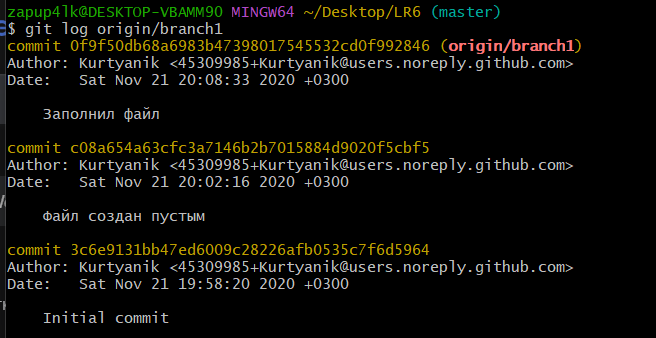 zapup4lk@DESKTOP-VBAMM90 MINGW64 ~/Desktop/LR6 (master)
$ git log origin/branch1
commit 0f9f50db68a6983b47398017545532cd0f992846 (origin/branch1)
Author: Kurtyanik <45309985+Kurtyanik@users.noreply.github.com>
Date:   Sat Nov 21 20:08:33 2020 +0300
    Заполнил файл
commit c08a654a63cfc3a7146b2b7015884d9020f5cbf5
Author: Kurtyanik <45309985+Kurtyanik@users.noreply.github.com>
Date:   Sat Nov 21 20:02:16 2020 +0300
    Файл создан пустым
commit 3c6e9131bb47ed6009c28226afb0535c7f6d5964
Author: Kurtyanik <45309985+Kurtyanik@users.noreply.github.com>
Date:   Sat Nov 21 19:58:20 2020 +0300
    Initial commit